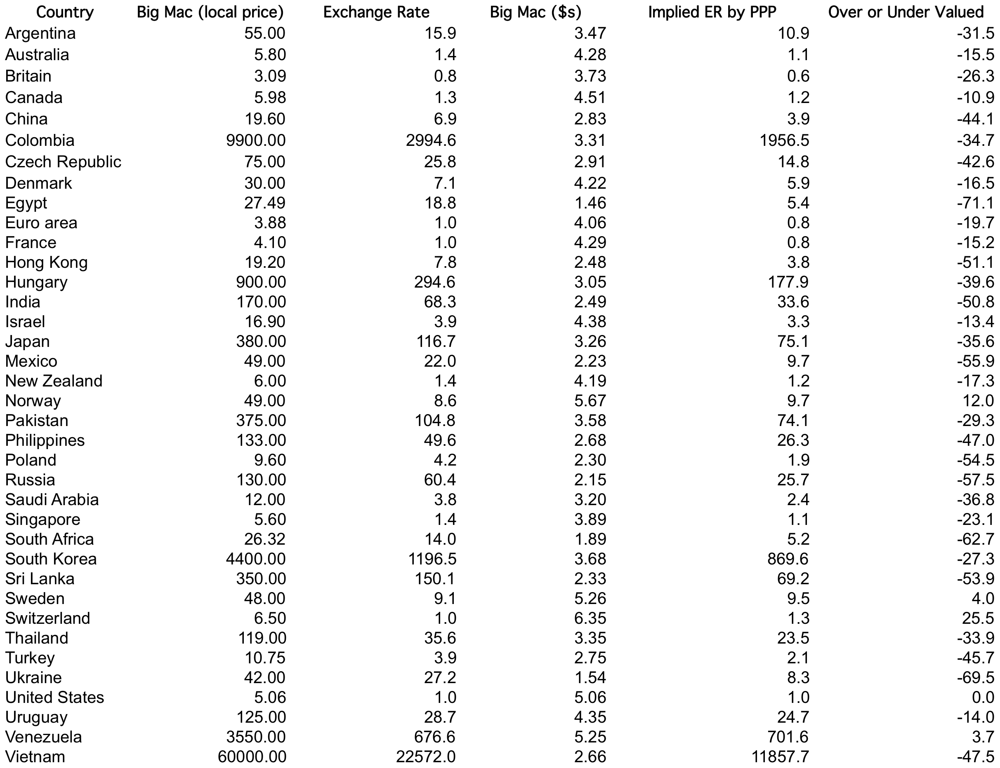 Country Big Mac (local price) Exchange Rate Big Mac ($s) Implied ER by PPP Over or Under Valued
Argentina 55.00 15.9 3.47 10.9 -31.5
Australia 5.80 1.4 4.28 1.1 -15.5
Britain 3.09 0.8 3.73 0.6 -26.3
Canada 5.98 1.3 4.51 1.2 -10.9
China 19.60 6.9 2.83 3.9 -44.1
Colombia 9900.00 2994.6 3.31 1956.5 -34.7
Czech Republic 75.00 25.8 2.91 14.8 -42.6
Denmark 30.00 7.1 4.22 5.9 -16.5
Egypt 27.49 18.8 1.46 5.4 -71.1
Euro area 3.88 1.0 4.06 0.8 -19.7
France 4.10 1.0 4.29 0.8 -15.2
Hong Kong 19.20 7.8 2.48 3.8 -51.1
Hungary 900.00 294.6 3.05 177.9 -39.6
India 170.00 68.3 2.49 33.6 -50.8
Israel 16.90 3.9 4.38 3.3 -13.4
Japan 380.00 116.7 3.26 75.1 -35.6
Mexico 49.00 22.0 2.23 9.7 -55.9
New Zealand 6.00 1.4 4.19 1.2 -17.3
Norway 49.00 8.6 5.67 9.7 12.0
Pakistan 375.00 104.8 3.58 74.1 -29.3
Philippines 133.00 49.6 2.68 26.3 -47.0
Poland 9.60 4.2 2.30 1.9 -54.5
Russia 130.00 60.4 2.15 25.7 -57.5
Saudi Arabia 12.00 3.8 3.20 2.4 -36.8
Singapore 5.60 1.4 3.89 1.1 -23.1
South Africa 26.32 14.0 1.89 5.2 -62.7
South Korea 4400.00 1196.5 3.68 869.6 -27.3
Sri Lanka 350.00 150.1 2.33 69.2 -53.9
Sweden 48.00 9.1 5.26 9.5 4.0
Switzerland 6.50 1.0 6.35 1.3 25.5
Thailand 119.00 35.6 3.35 23.5 -33.9
Turkey 10.75 3.9 2.75 2.1 -45.7
Ukraine 42.00 27.2 1.54 8.3 -69.5
United States 5.06 1.0 5.06 1.0 0.0
Uruguay 125.00 28.7 4.35 24.7 -14.0
Venezuela 3550.00 676.6 5.25 701.6 3.7
Vietnam 60000.00 22572.0 2.66 11857.7 -47.5